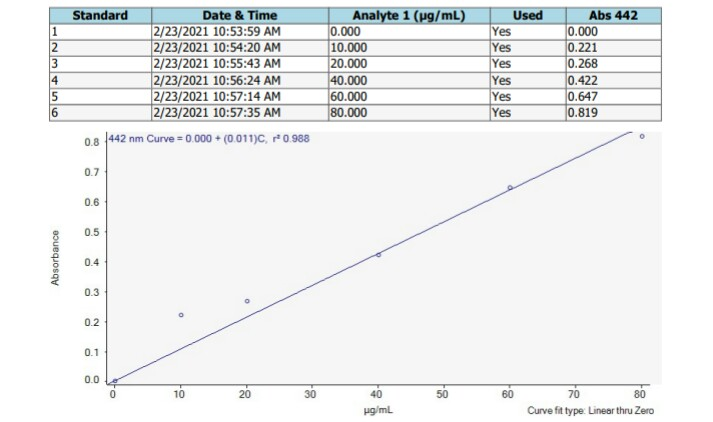 Standard Date & Time Analyte 1 (µg/mL) Used Abs 442
1 2/23/2021 10:53:59 AM 0.000 Yes 0.000
2 2/23/2021 10:54:20 AM 10.000 Yes 0.221
3 2/23/2021 10:55:43 AM 20.000 Yes 0.268
4 2/23/2021 10:56:24 AM 40.000 Yes 0.422
5 2/23/2021 10:57:14 AM 60.000 Yes 0.647
6 2/23/2021 10:57:35 AM 80.000 Yes 0.819
442 nm Curve = 0.000 + (0.011)C, r² 0.988
0.8
0.7
0.6
0.5
0.4
0.3
0.2
0.1
0.0
Absorbance
0 10 20 30 40 50 60 70 80
µg/mL
Curve fit type: Linear thru Zero